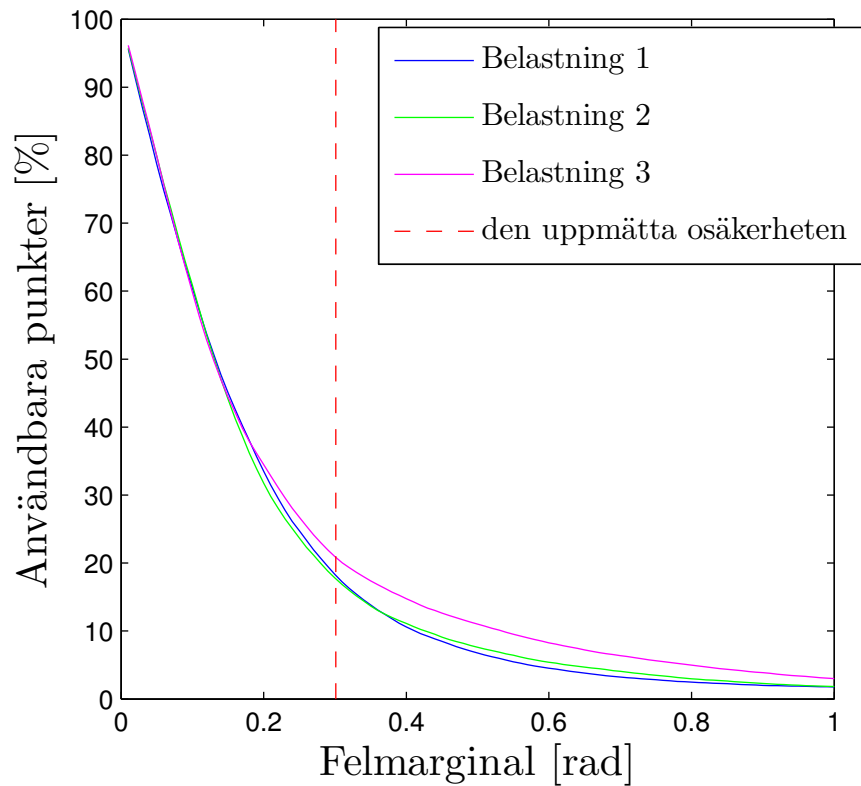 100
90
80
70
60
50
40
30
20
10
0
Användbara punkter [%]
Belastning 1
Belastning 2
Belastning 3
den uppmätta osäkerheten
0 0.2 0.4 0.6 0.8 1
Felmarginal [rad]